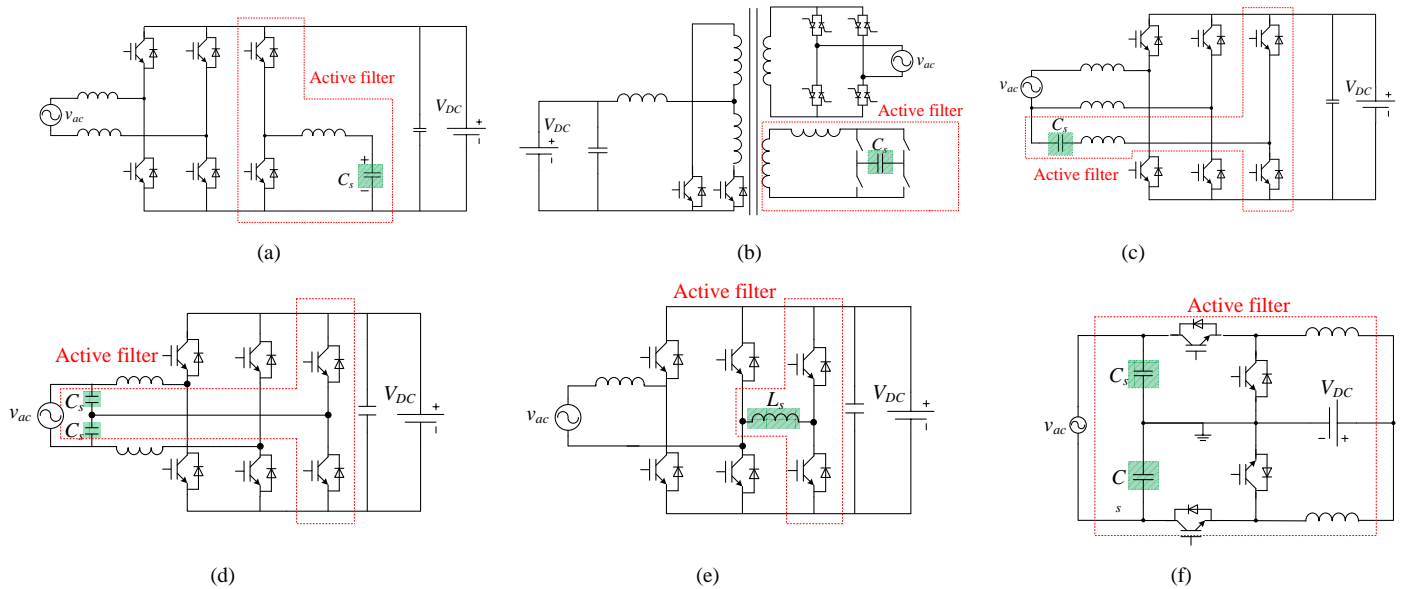 Active filter
v_ac
V_DC
+
-
+
C_s
-
(a)
v_ac
V_DC
+
-
Active filter
C_s
(b)
v_ac
V_DC
+
-
C_s
Active filter
(c)
Active filter
C_s
v_ac
C_s
V_DC
+
-
(d)
Active filter
L_s
v_ac
V_DC
+
-
(e)
Active filter
C_s
v_ac
V_DC
- +
C
s
(f)